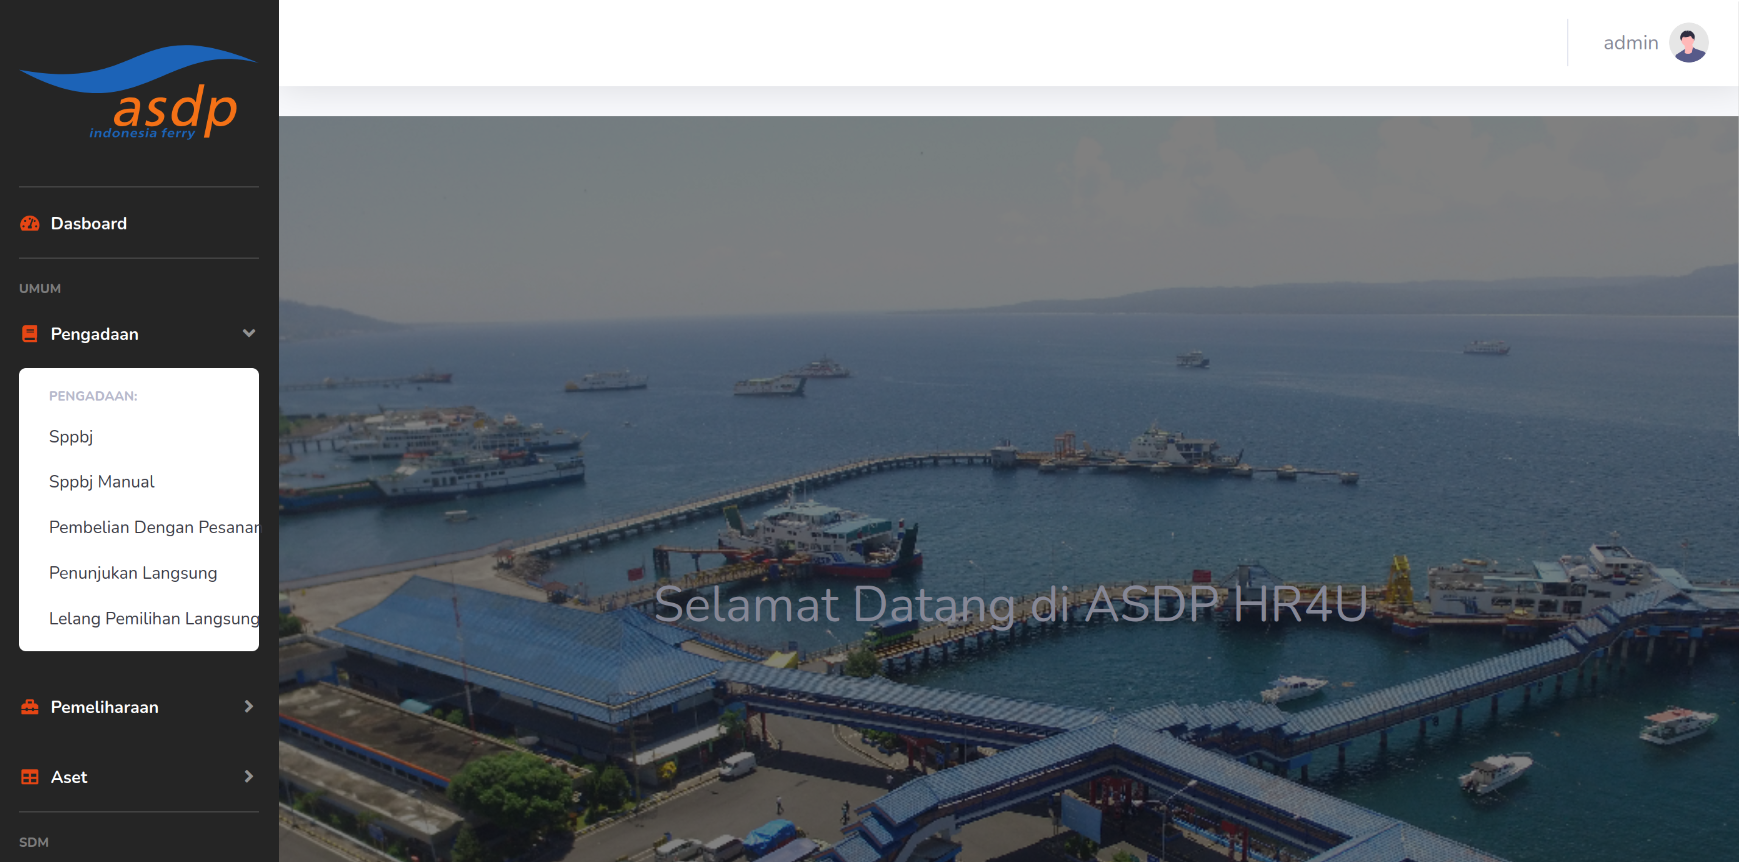 asdp
indonesia ferry
admin
Dasboard
UMUM
Pengadaan
PENGADAAN:
Sppbj
Sppbj Manual
Pembelian Dengan Pesanan
Penunjukan Langsung
Lelang Pemilihan Langsung
Selamat Datang di ASDP HR4U
Pemeliharaan
Aset
SDM